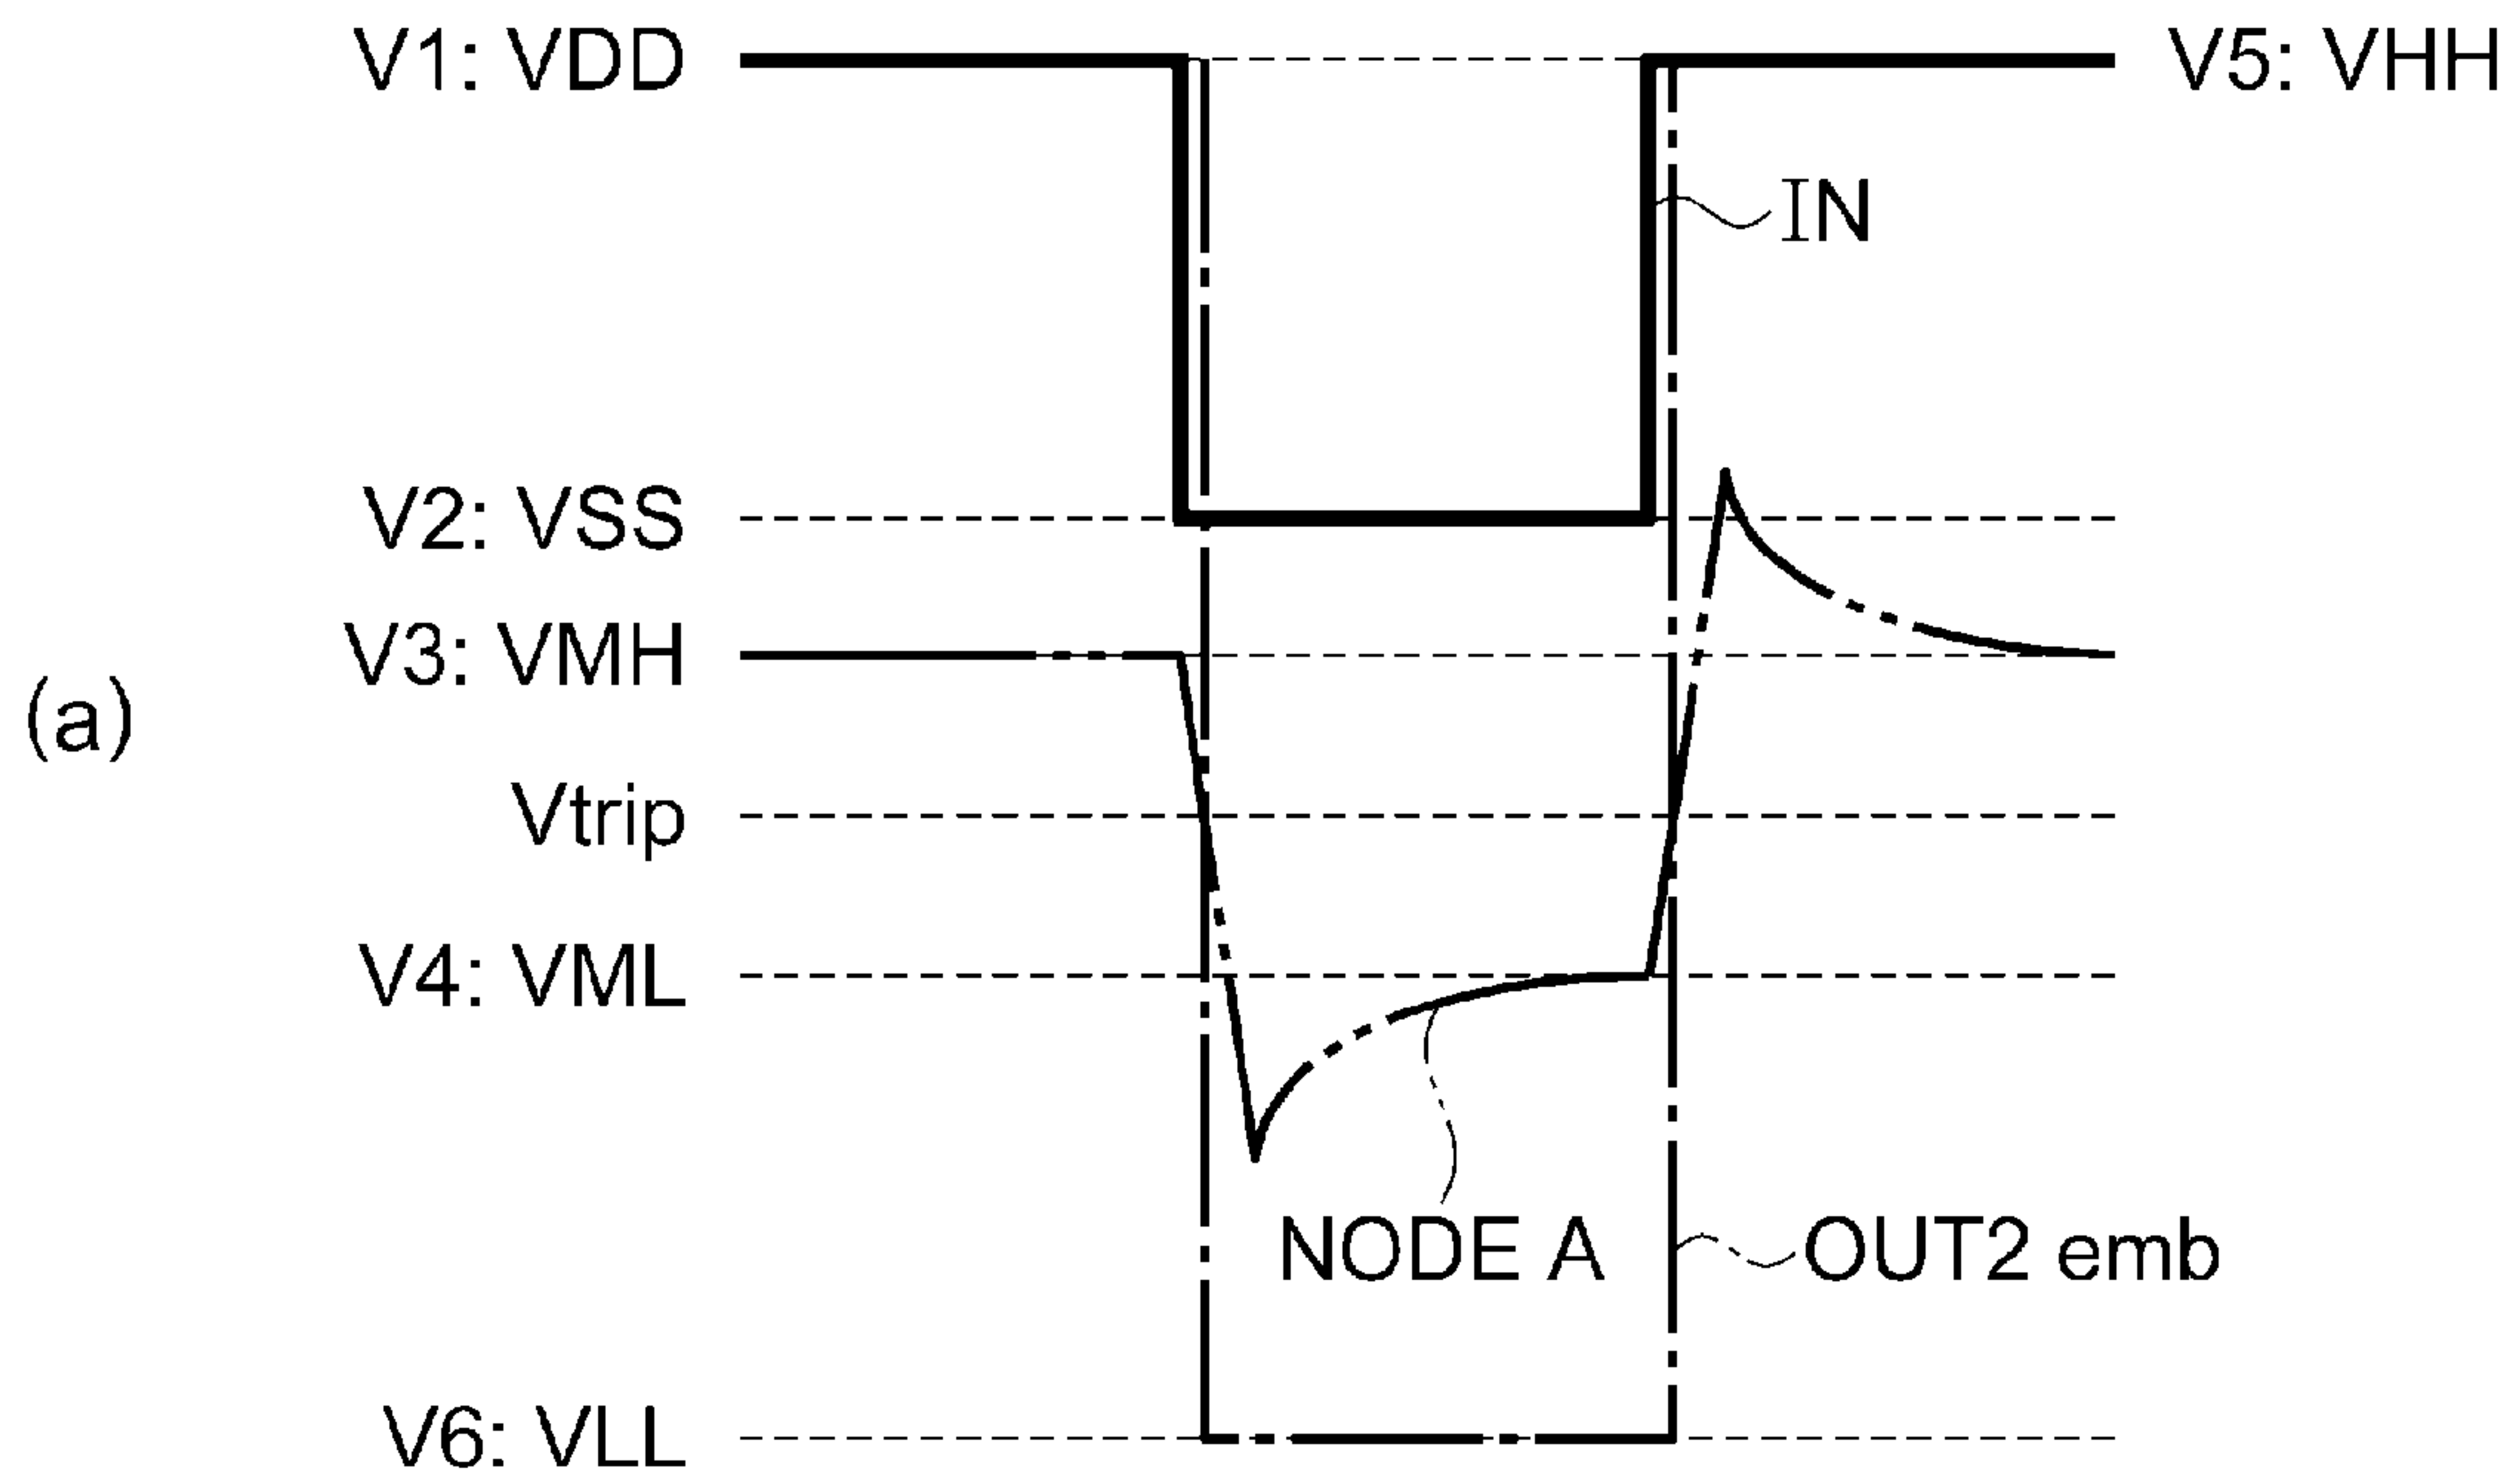 V1: VDD
V5: VHH
IN
V2: VSS
V3: VMH
(a)
Vtrip
V4: VML
NODE A
OUT2 emb
V6: VLL